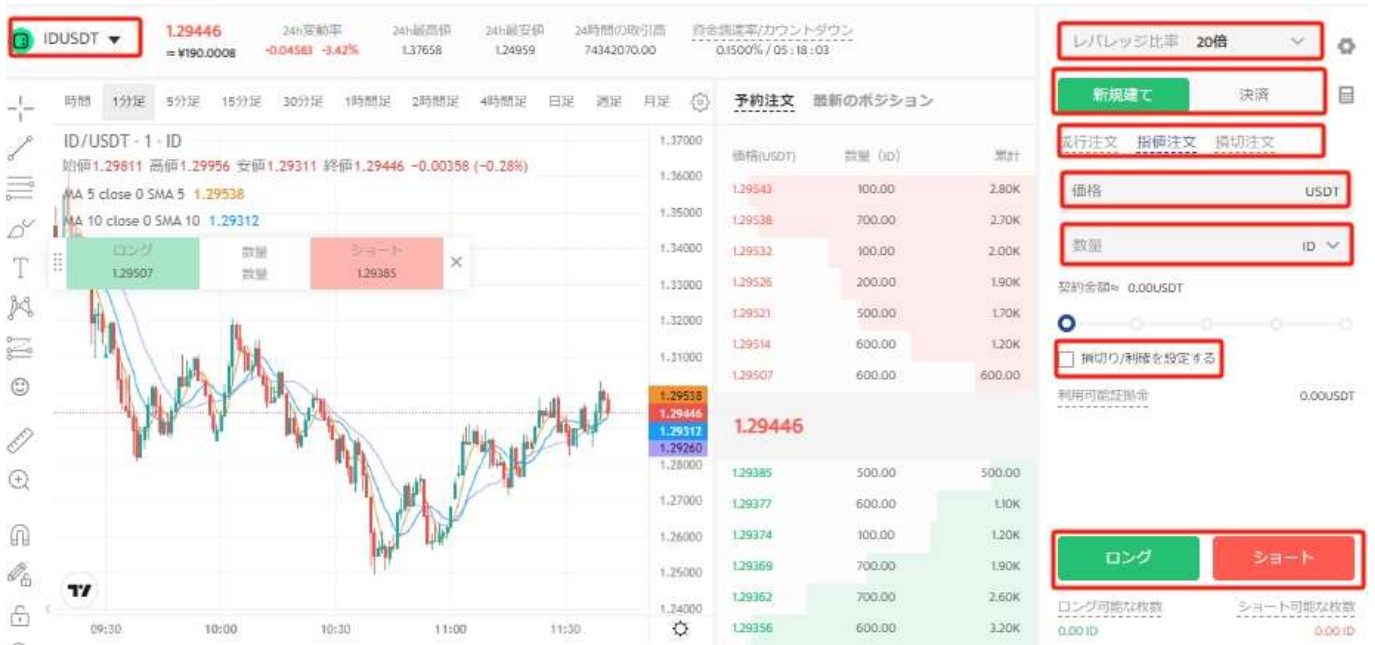 IDUSDT
1.29446
= ¥190.0008
24h変動率
-0.04583 -3.42%
24h最高値
1.37658
24h最安値
1.24959
24時間の取引高
74342070.00
資金調達率/カウントダウン
0.1500% / 05:18:03
時間 1分足 5分足 15分足 30分足 1時間足 2時間足 4時間足 日足 週足 月足
ID/USDT · 1 · ID
始値1.29811 高値1.29956 安値1.29311 終値1.29446 −0.00358 (−0.28%)
MA 5 close 0 SMA 5 1.29538
MA 10 close 0 SMA 10 1.29312
ロング 数量 ショート
1.29507 数量 1.29385
1.37000
1.36000
1.35000
1.34000
1.33000
1.32000
1.31000
1.29538
1.29446
1.29312
1.29260
1.28000
1.27000
1.26000
1.25000
1.24000
09:30 10:00 10:30 11:00 11:30
予約注文 最新のポジション
価格(USDT) 数量 (ID) 累計
1.29543 100.00 2.80K
1.29538 700.00 2.70K
1.29532 100.00 2.00K
1.29526 200.00 1.90K
1.29521 500.00 1.70K
1.29514 600.00 1.20K
1.29507 600.00 600.00
1.29446
1.29385 500.00 500.00
1.29377 600.00 1.10K
1.29374 100.00 1.20K
1.29369 700.00 1.90K
1.29362 700.00 2.60K
1.29356 600.00 3.20K
レバレッジ比率 20倍
新規建て 決済
成行注文 指値注文 損切注文
価格 USDT
数量 ID
契約金額≈ 0.00USDT
損切り/利確を設定する
利用可能証拠金 0.00USDT
ロング ショート
ロング可能な枚数 ショート可能な枚数
0.00 ID 0.00 ID